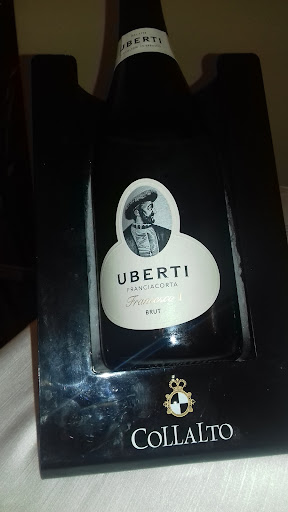 UBERTI
UBERTI
FRANCIACORTA
Francesco I
BRUT
COLLALTO